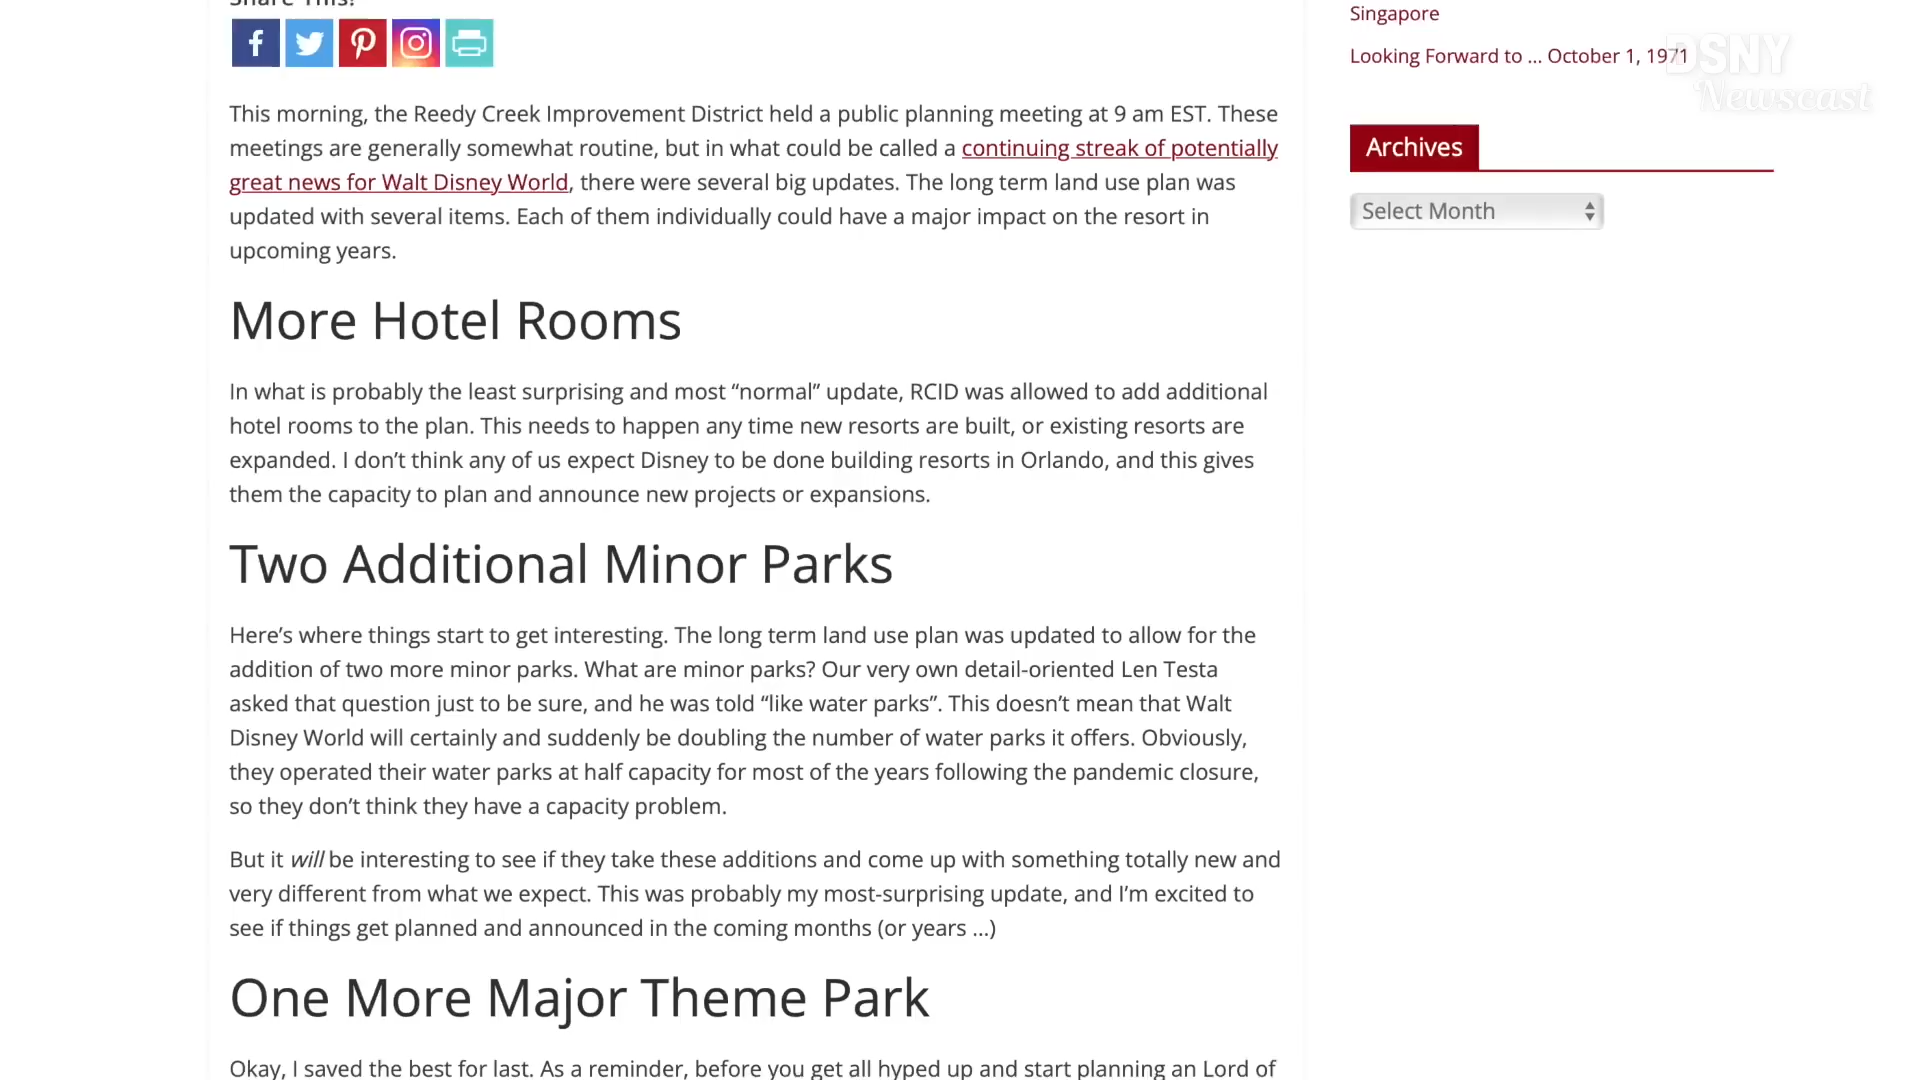 Share This!
This morning, the Reedy Creek Improvement District held a public planning meeting at 9 am EST. These
meetings are generally somewhat routine, but in what could be called a continuing streak of potentially
great news for Walt Disney World, there were several big updates. The long term land use plan was
updated with several items. Each of them individually could have a major impact on the resort in
upcoming years.
More Hotel Rooms
In what is probably the least surprising and most “normal” update, RCID was allowed to add additional
hotel rooms to the plan. This needs to happen any time new resorts are built, or existing resorts are
expanded. I don’t think any of us expect Disney to be done building resorts in Orlando, and this gives
them the capacity to plan and announce new projects or expansions.
Two Additional Minor Parks
Here’s where things start to get interesting. The long term land use plan was updated to allow for the
addition of two more minor parks. What are minor parks? Our very own detail-oriented Len Testa
asked that question just to be sure, and he was told “like water parks”. This doesn’t mean that Walt
Disney World will certainly and suddenly be doubling the number of water parks it offers. Obviously,
they operated their water parks at half capacity for most of the years following the pandemic closure,
so they don’t think they have a capacity problem.
But it will be interesting to see if they take these additions and come up with something totally new and
very different from what we expect. This was probably my most-surprising update, and I’m excited to
see if things get planned and announced in the coming months (or years …)
One More Major Theme Park
Okay, I saved the best for last. As a reminder, before you get all hyped up and start planning an Lord of
Singapore
Looking Forward to … October 1, 1971
DSNY
Newscast
Archives
Select Month